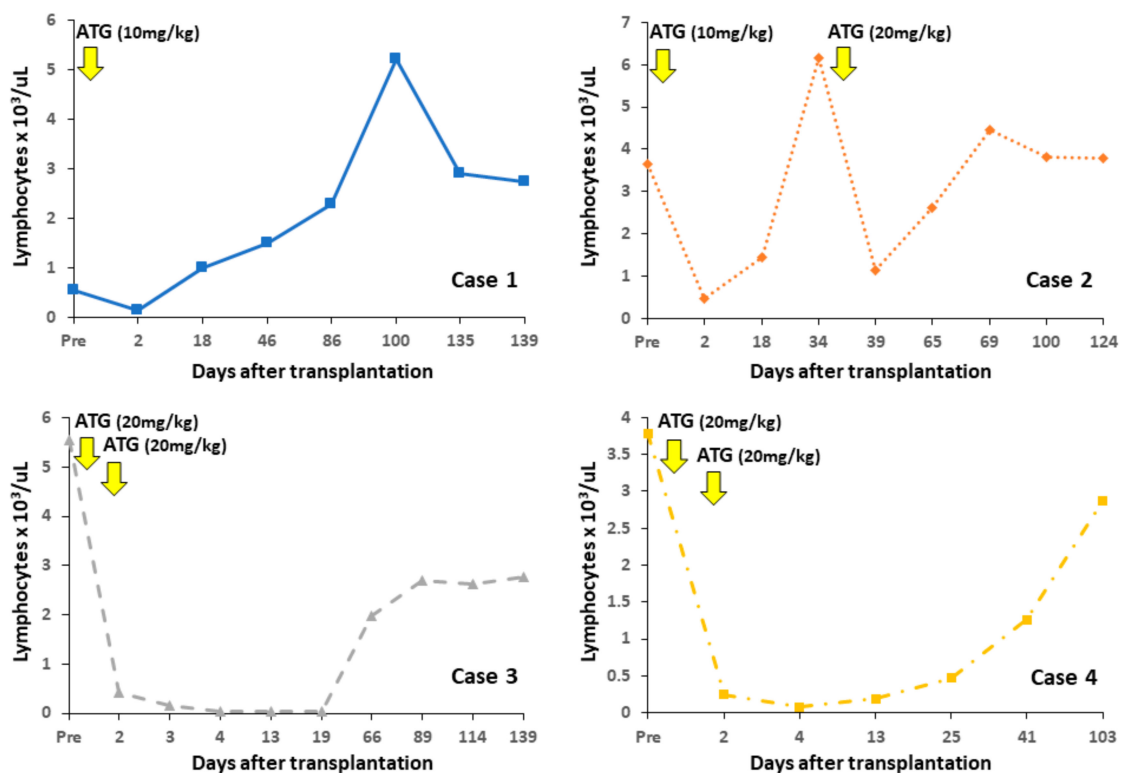 ATG (10mg/kg)
6
5
4
3
2
1
0
Lymphocytes x 10³/uL
Case 1
Pre 2 18 46 86 100 135 139
Days after transplantation
ATG (10mg/kg) ATG (20mg/kg)
7
6
5
4
3
2
1
0
Lymphocytes x 10³/uL
Case 2
Pre 2 18 34 39 65 69 100 124
Days after transplantation
ATG (20mg/kg)
ATG (20mg/kg)
6
5
4
3
2
1
0
Lymphocytes x 10³/uL
Case 3
Pre 2 3 4 13 19 66 89 114 139
Days after transplantation
ATG (20mg/kg)
ATG (20mg/kg)
4
3.5
3
2.5
2
1.5
1
0.5
0
Lymphocytes x 10³/uL
Case 4
Pre 2 4 13 25 41 103
Days after transplantation